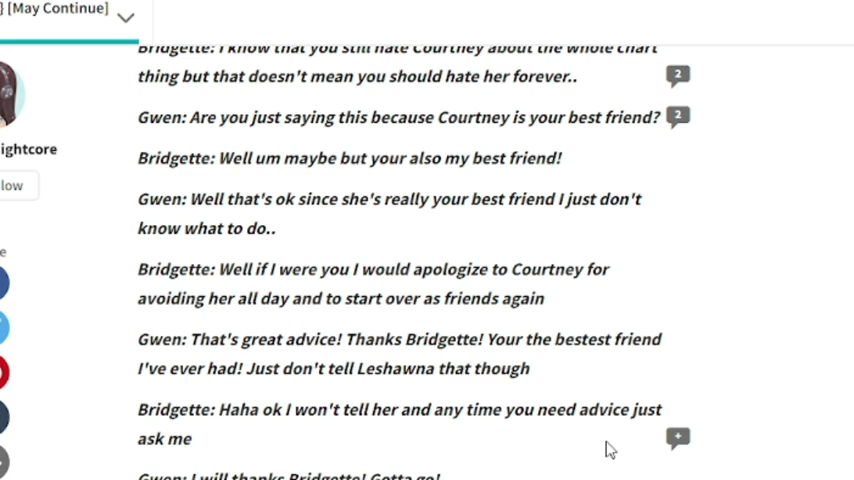 } [May Continue]
Bridgette: I know that you still hate Courtney about the whole chart
thing but that doesn't mean you should hate her forever..
2
Gwen: Are you just saying this because Courtney is your best friend?
2
Bridgette: Well um maybe but your also my best friend!
ightcore
low
Gwen: Well that's ok since she's really your best friend I just don't
know what to do..
e
Bridgette: Well if I were you I would apologize to Courtney for
avoiding her all day and to start over as friends again
Gwen: That's great advice! Thanks Bridgette! Your the bestest friend
I've ever had! Just don't tell Leshawna that though
Bridgette: Haha ok I won't tell her and any time you need advice just
ask me
+
Gwen: I will thanks Bridgette! Gotta go!